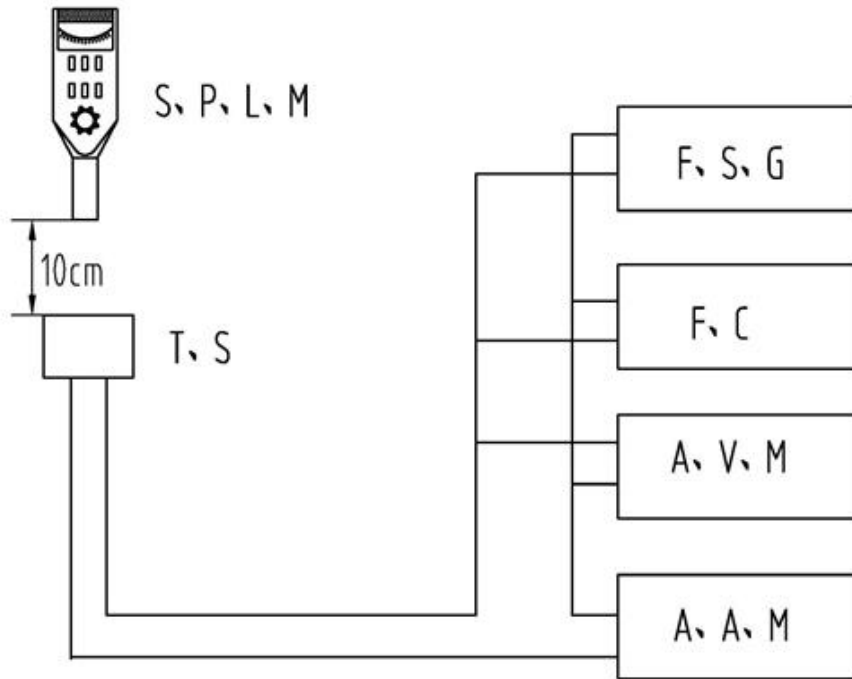 S、P、L、M
F、S、G
10cm
F、C
T、S
A、V、M
A、A、M